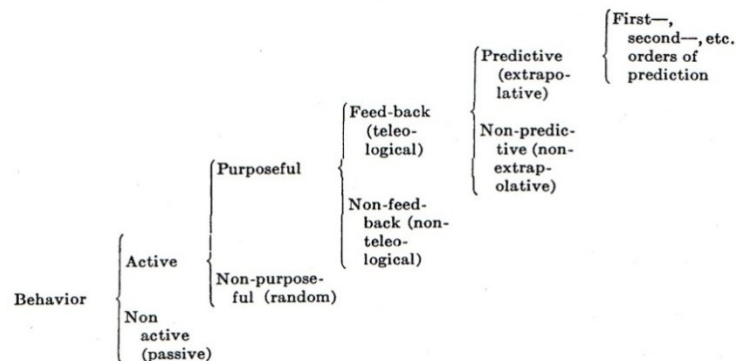 First—,
second—, etc.
orders of
prediction
Predictive
(extrapo-
lative)
Non-predic-
tive (non-
extrap-
olative)
Feed-back
(teleo-
logical)
Non-feed-
back (non-
teleo-
logical)
Purposeful
Non-purpose-
ful (random)
Active
Non
active
(passive)
Behavior